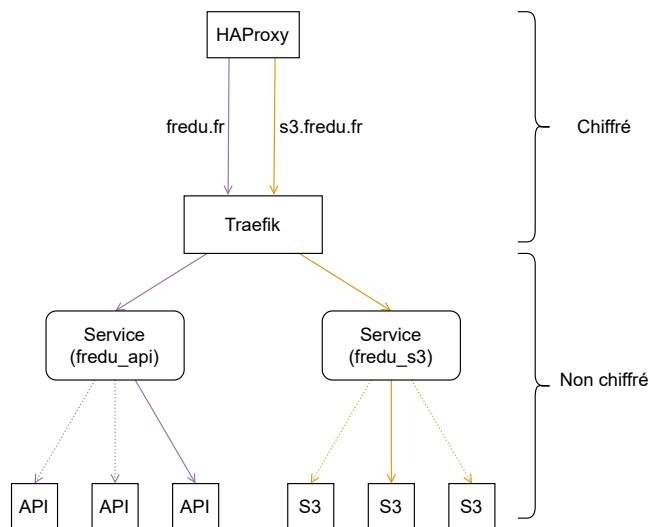 HAProxy
fredu.fr
s3.fredu.fr
Chiffré
Traefik
Service
(fredu_api)
Service
(fredu_s3)
Non chiffré
API
API
API
S3
S3
S3